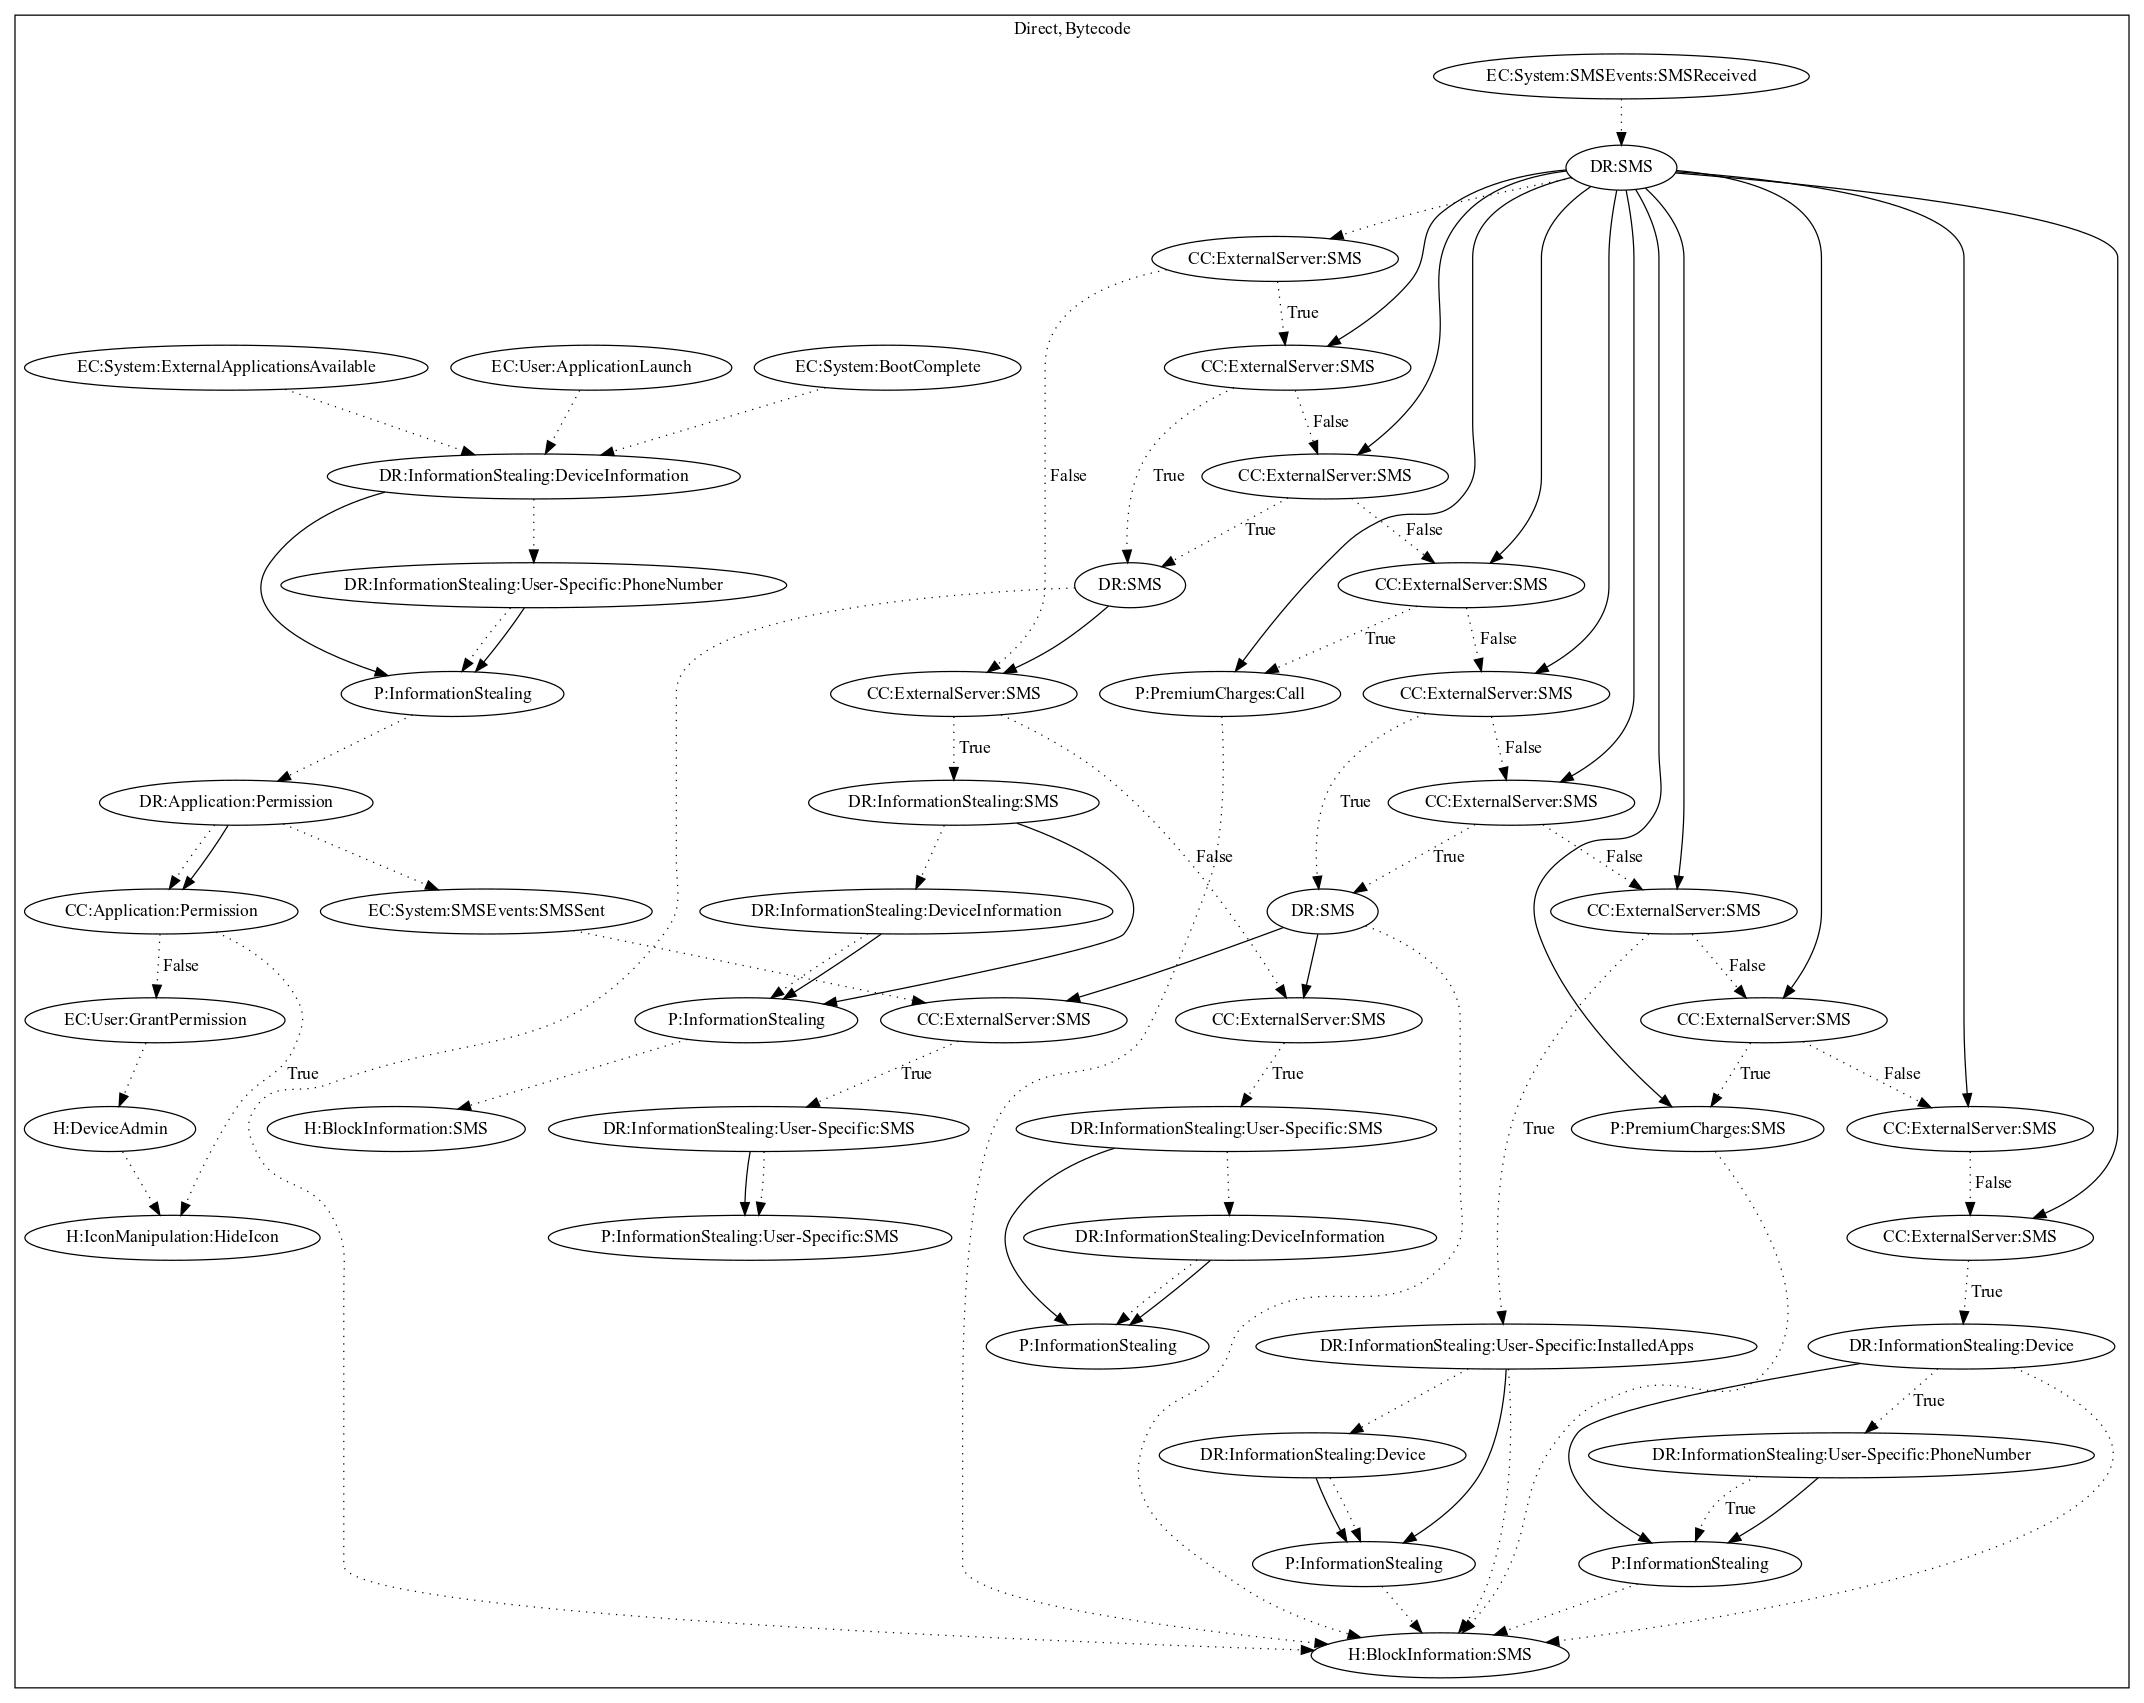 Direct, Bytecode
EC:System:SMSEvents:SMSReceived
DR:SMS
CC:ExternalServer:SMS
True
EC:System:ExternalApplicationsAvailable
EC:User:ApplicationLaunch
EC:System:BootComplete
CC:ExternalServer:SMS
False
DR:InformationStealing:DeviceInformation
False
True
CC:ExternalServer:SMS
True
False
DR:InformationStealing:User-Specific:PhoneNumber
DR:SMS
CC:ExternalServer:SMS
True
False
P:InformationStealing
CC:ExternalServer:SMS
P:PremiumCharges:Call
CC:ExternalServer:SMS
True
False
DR:Application:Permission
DR:InformationStealing:SMS
True
CC:ExternalServer:SMS
False
True
False
CC:Application:Permission
EC:System:SMSEvents:SMSSent
DR:InformationStealing:DeviceInformation
DR:SMS
CC:ExternalServer:SMS
False
False
EC:User:GrantPermission
P:InformationStealing
CC:ExternalServer:SMS
CC:ExternalServer:SMS
CC:ExternalServer:SMS
True
True
True
True
False
H:DeviceAdmin
H:BlockInformation:SMS
DR:InformationStealing:User-Specific:SMS
DR:InformationStealing:User-Specific:SMS
True
P:PremiumCharges:SMS
CC:ExternalServer:SMS
False
H:IconManipulation:HideIcon
P:InformationStealing:User-Specific:SMS
DR:InformationStealing:DeviceInformation
CC:ExternalServer:SMS
True
P:InformationStealing
DR:InformationStealing:User-Specific:InstalledApps
DR:InformationStealing:Device
True
DR:InformationStealing:Device
DR:InformationStealing:User-Specific:PhoneNumber
True
P:InformationStealing
P:InformationStealing
H:BlockInformation:SMS